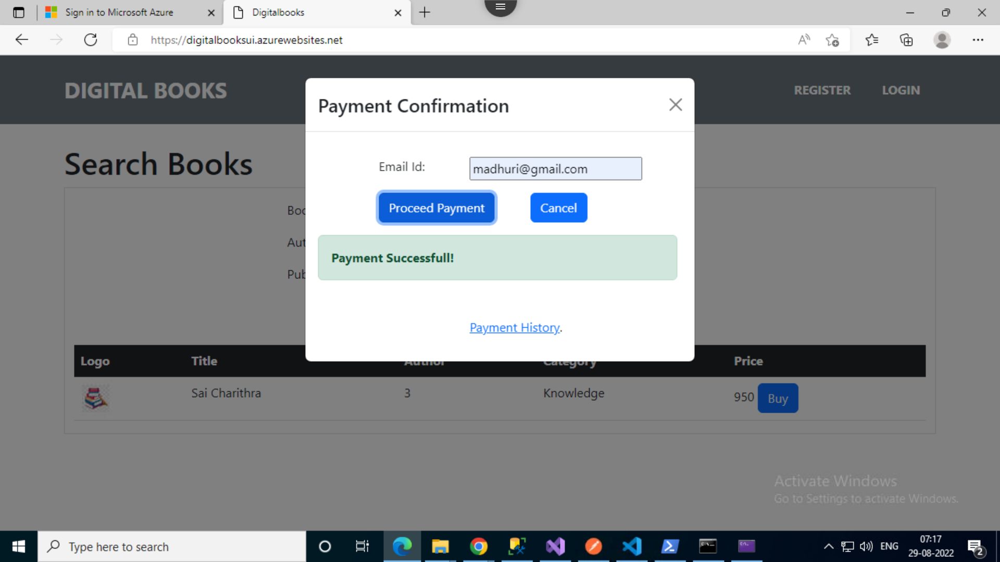 Sign in to Microsoft Azure
Digitalbooks
https://digitalbooksui.azurewebsites.net
DIGITAL BOOKS
REGISTER
LOGIN
Payment Confirmation
Search Books
Email Id:
madhuri@gmail.com
Proceed Payment
Cancel
Payment Successfull!
Payment History.
Logo
Title
Author
Category
Price
Sai Charithra
3
Knowledge
950
Buy
Activate Windows
Go to Settings to activate Windows.
Type here to search
ENG
07:17
29-08-2022
2